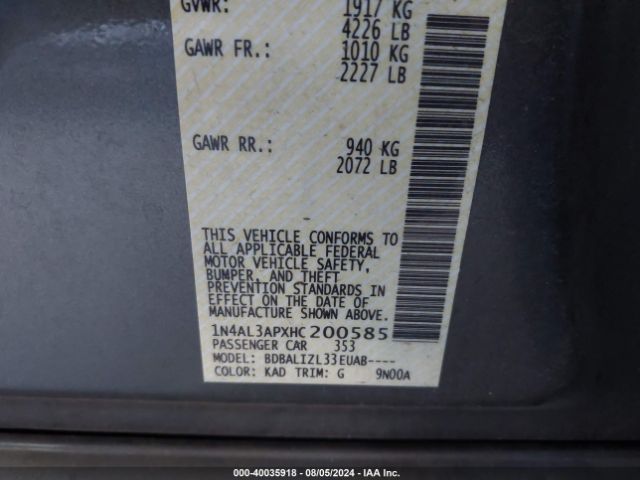 GVWR: 1917 KG
4226 LB
GAWR FR.: 1010 KG
2227 LB
GAWR RR.: 940 KG
2072 LB
THIS VEHICLE CONFORMS TO
ALL APPLICABLE FEDERAL
MOTOR VEHICLE SAFETY,
BUMPER, AND THEFT
PREVENTION STANDARDS IN
EFFECT ON THE DATE OF
MANUFACTURE SHOWN ABOVE.
1N4AL3APXHC200585
PASSENGER CAR 353
MODEL: BDBALIZL33EUAB----
COLOR: KAD TRIM: G 9N00A
000-40035918 - 08/05/2024 - IAA Inc.